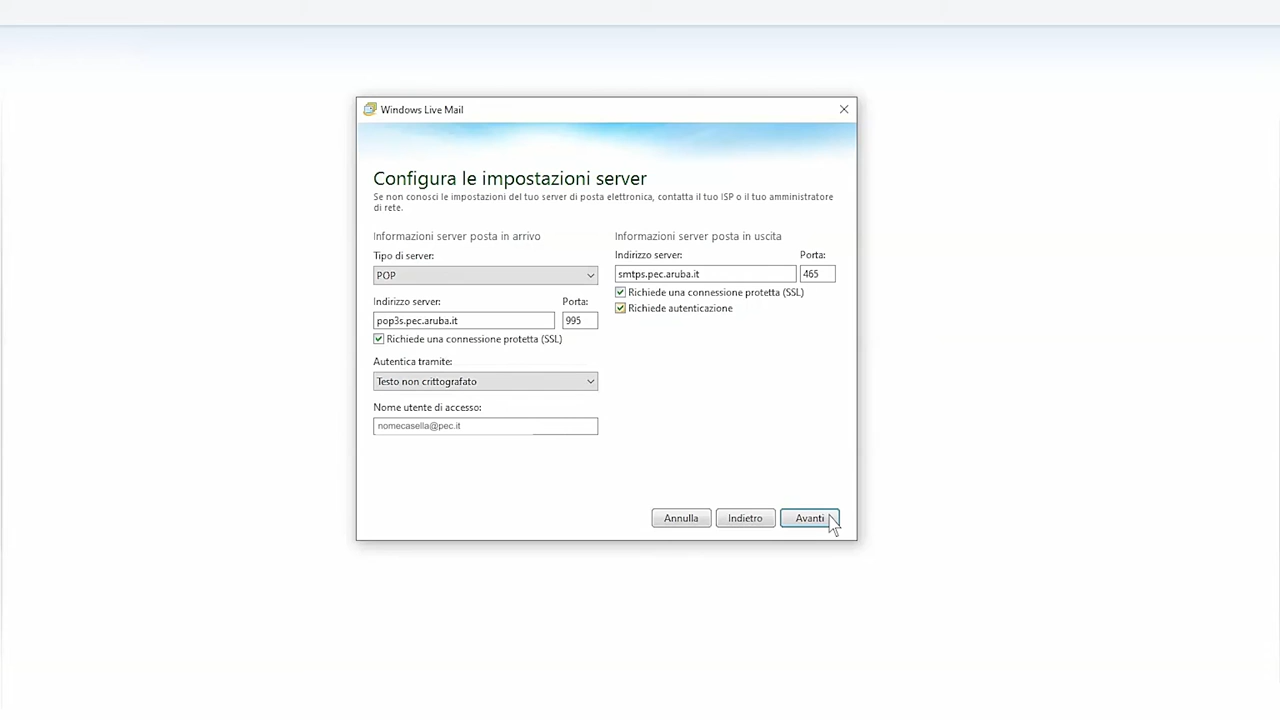 Windows Live Mail
Configura le impostazioni server
Se non conosci le impostazioni del tuo server di posta elettronica, contatta il tuo ISP o il tuo amministratore
di rete.
Informazioni server posta in arrivo
Tipo di server:
POP
Indirizzo server: Porta:
pop3s.pec.aruba.it 995
Richiede una connessione protetta (SSL)
Autentica tramite:
Testo non crittografato
Nome utente di accesso:
nomecasella@pec.it
Informazioni server posta in uscita
Indirizzo server: Porta:
smtps.pec.aruba.it 465
Richiede una connessione protetta (SSL)
Richiede autenticazione
Annulla Indietro Avanti